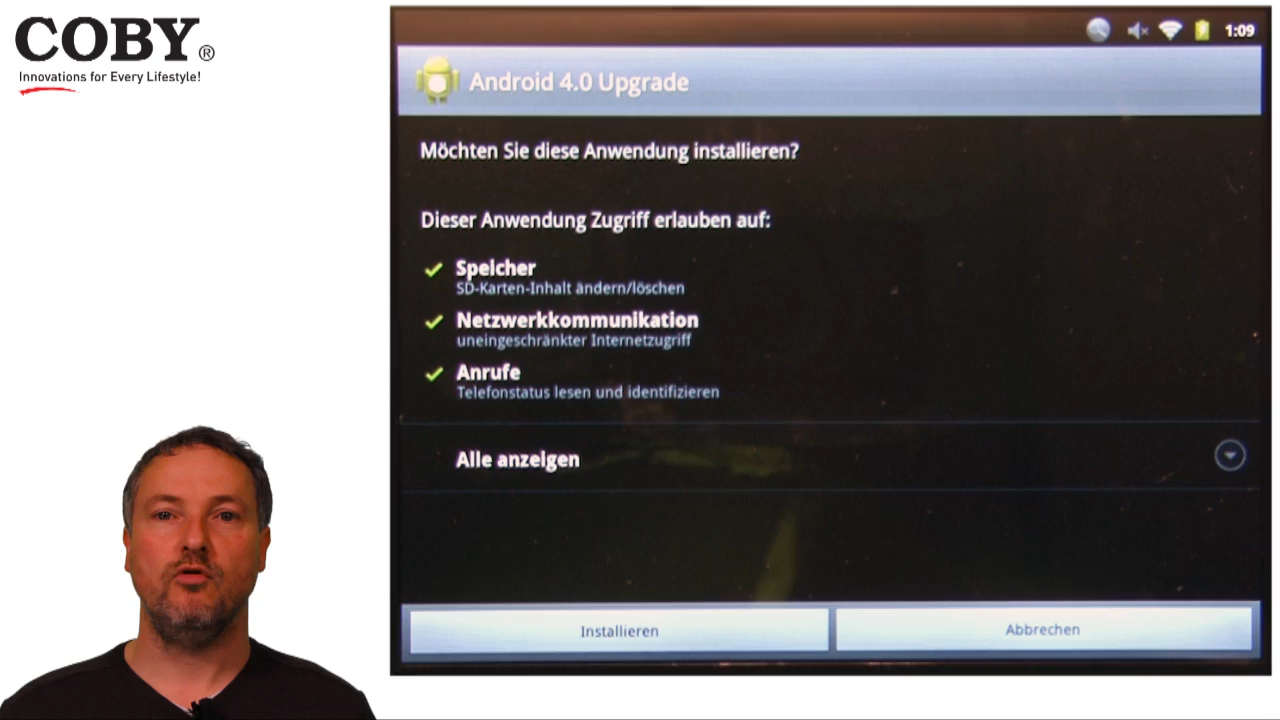 COBY®
Innovations for Every Lifestyle!
1:09
Android 4.0 Upgrade
Möchten Sie diese Anwendung installieren?
Dieser Anwendung Zugriff erlauben auf:
Speicher
SD-Karten-Inhalt ändern/löschen
Netzwerkkommunikation
uneingeschränkter Internetzugriff
Anrufe
Telefonstatus lesen und identifizieren
Alle anzeigen
Installieren
Abbrechen